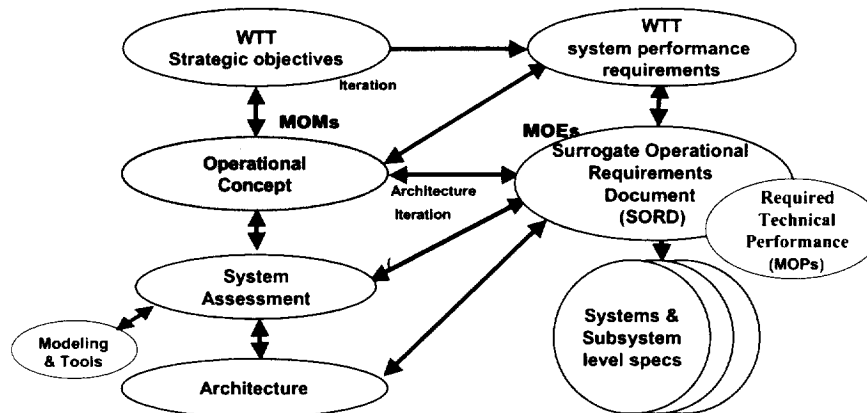 WTT
Strategic objectives
WTT
system performance
requirements
Iteration
MOMs
MOEs
Operational
Concept
Surrogate Operational
Requirements
Document
(SORD)
Architecture
Iteration
Required
Technical
Performance
(MOPs)
System
Assessment
Modeling
& Tools
Systems &
Subsystem
level specs
Architecture